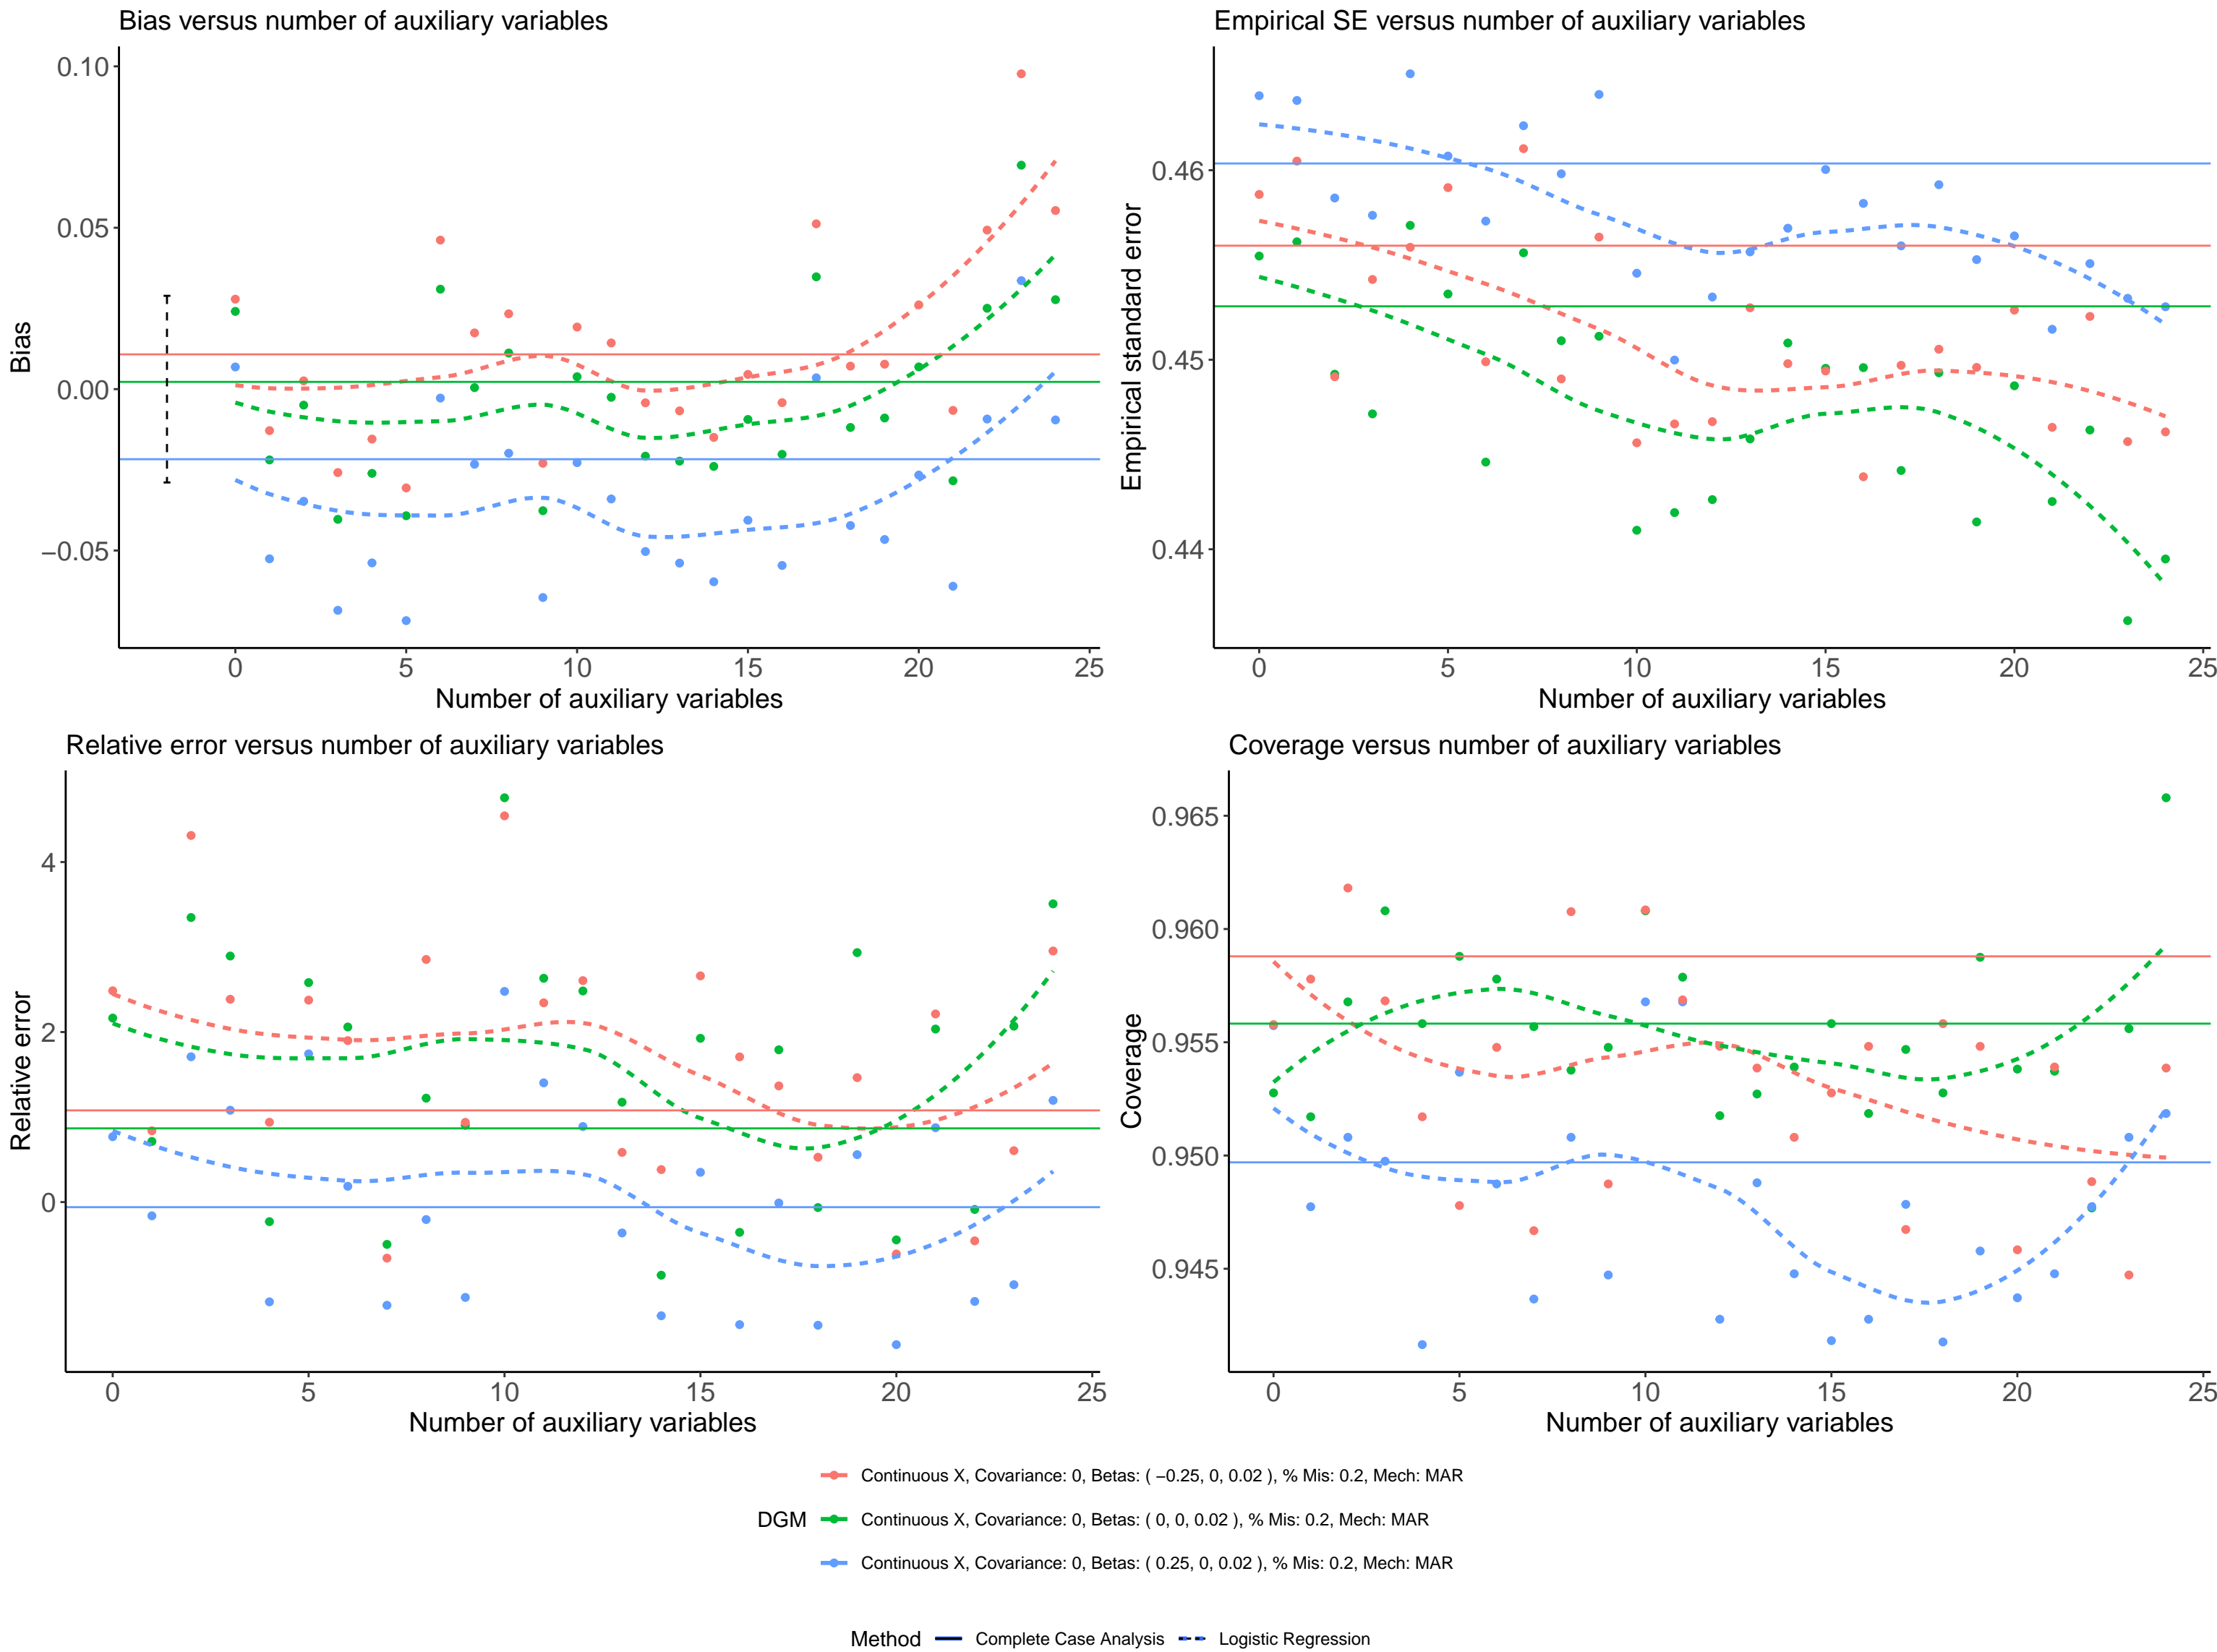 Bias versus number of auxiliary variables
Empirical SE versus number of auxiliary variables
0.10
0.05
0.00
−0.05
Bias
0 5 10 15 20 25
Number of auxiliary variables
0.46
0.45
0.44
Empirical standard error
0 5 10 15 20 25
Number of auxiliary variables
Relative error versus number of auxiliary variables
Coverage versus number of auxiliary variables
4
2
0
Relative error
0 5 10 15 20 25
Number of auxiliary variables
0.965
0.960
0.955
0.950
0.945
Coverage
0 5 10 15 20 25
Number of auxiliary variables
DGM
Continuous X, Covariance: 0, Betas: ( −0.25, 0, 0.02 ), % Mis: 0.2, Mech: MAR
Continuous X, Covariance: 0, Betas: ( 0, 0, 0.02 ), % Mis: 0.2, Mech: MAR
Continuous X, Covariance: 0, Betas: ( 0.25, 0, 0.02 ), % Mis: 0.2, Mech: MAR
Method Complete Case Analysis Logistic Regression